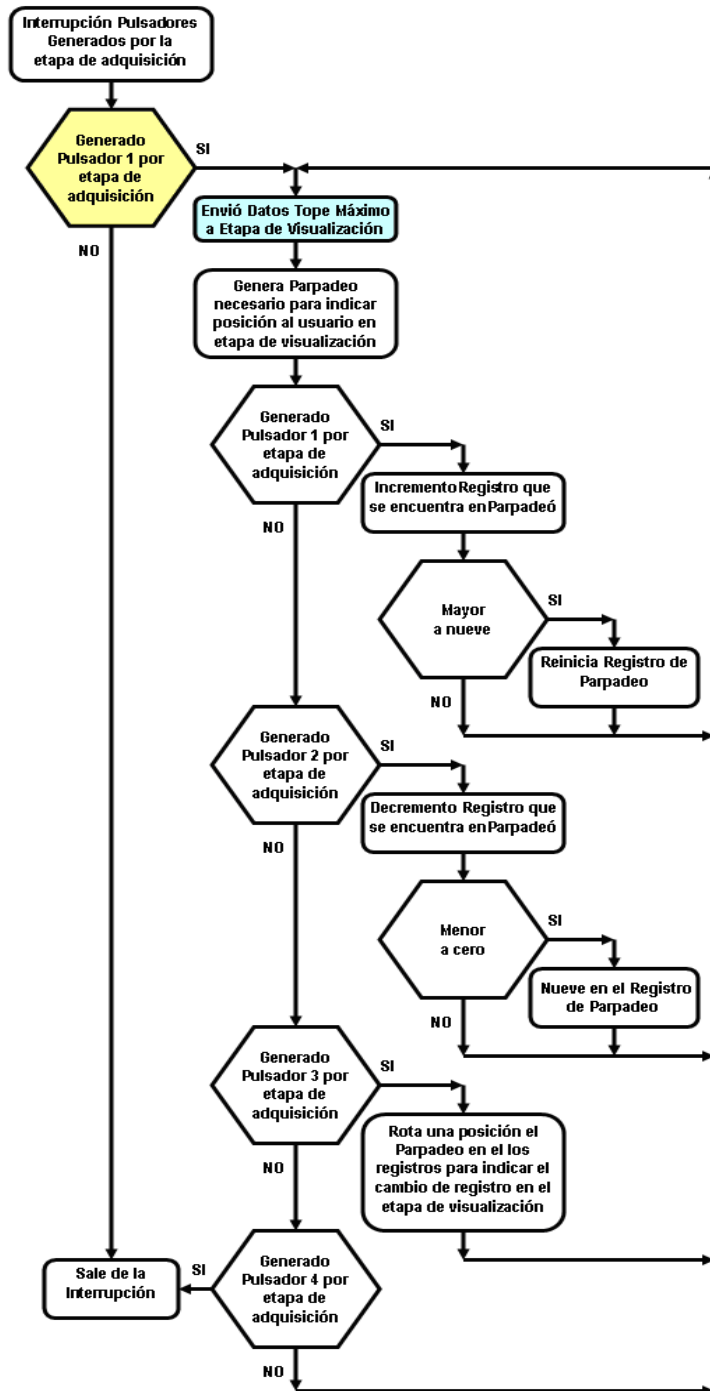 Interrupción Pulsadores
Generados por la
etapa de adquisición
Generado
Pulsador 1 por
etapa de
adquisición
SI
NO
Envió Datos Tope Máximo
a Etapa de Visualización
Genera Parpadeo
necesario para indicar
posición al usuario en
etapa de visualización
Generado
Pulsador 1 por
etapa de
adquisición
SI
NO
Incremento Registro que
se encuentra en Parpadeó
Mayor
a nueve
SI
NO
Reinicia Registro de
Parpadeo
Generado
Pulsador 2 por
etapa de
adquisición
SI
NO
Decremento Registro que
se encuentra en Parpadeó
Menor
a cero
SI
NO
Nueve en el Registro
de Parpadeo
Generado
Pulsador 3 por
etapa de
adquisición
SI
NO
Rota una posición el
Parpadeo en el los
registros para indicar el
cambio de registro en el
etapa de visualización
Generado
Pulsador 4 por
etapa de
adquisición
SI
NO
Sale de la
Interrupción